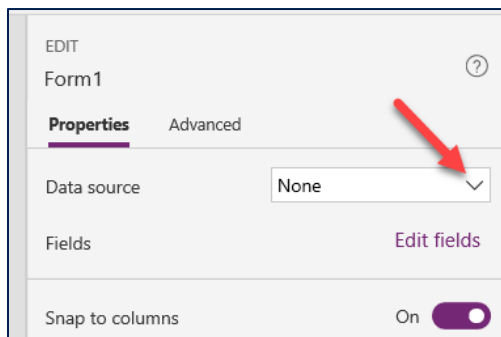 EDIT
Form1
?
Properties Advanced
Data source None
Fields Edit fields
Snap to columns On